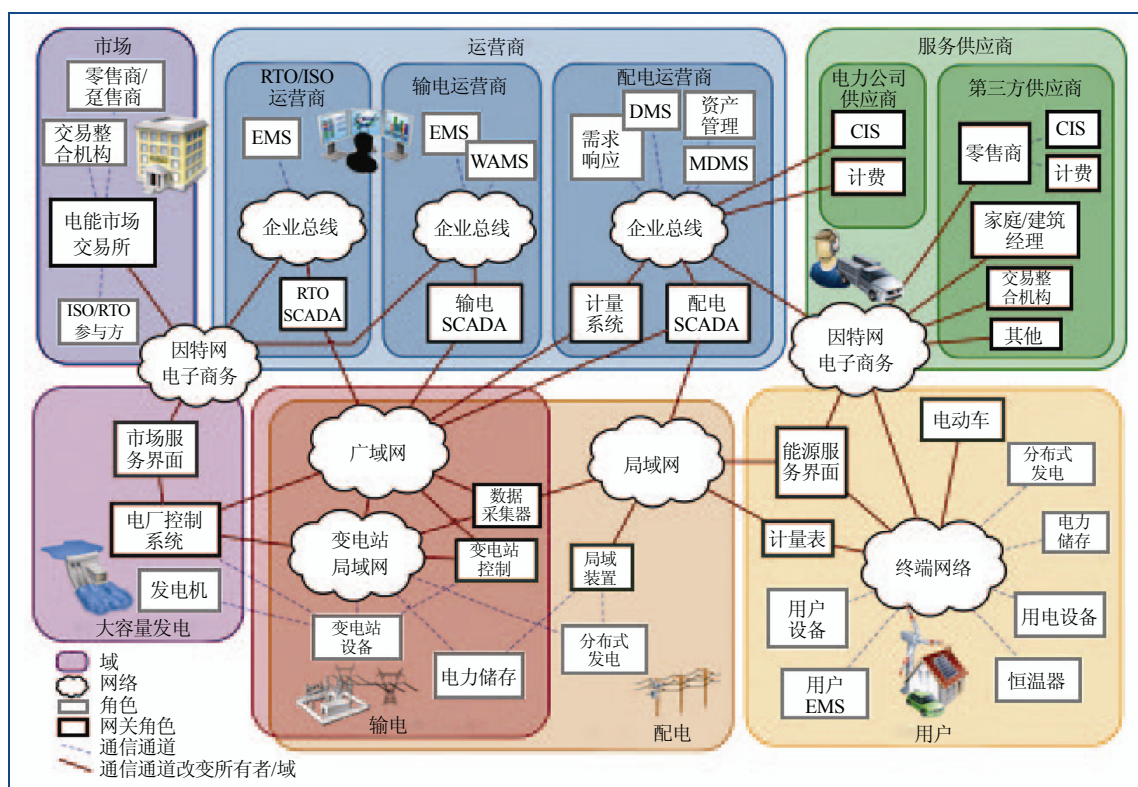 市场
零售商/
趸售商
交易整
合机构
电能市场
交易所
ISO/RTO
参与方
运营商
RTO/ISO
运营商
EMS
企业总线
RTO
SCADA
输电运营商
EMS
WAMS
企业总线
输电
SCADA
配电运营商
需求
响应
DMS
资产
管理
MDMS
企业总线
计量
系统
配电
SCADA
服务供应商
电力公司
供应商
CIS
计费
第三方供应商
零售商
CIS
计费
家庭/建筑
经理
交易整
合机构
其他
因特网
电子商务
因特网
电子商务
市场服
务界面
电厂控制
系统
发电机
大容量发电
广域网
变电站
局域网
数据
采集器
变电站
控制
变电站
设备
电力储存
输电
局域网
局域
装置
分布式
发电
配电
能源服
务界面
计量表
电动车
分布式
发电
电力
储存
终端网络
用户
设备
用电设备
用户
EMS
恒温器
用户
域
网络
角色
网关角色
通信通道
通信通道改变所有者/域